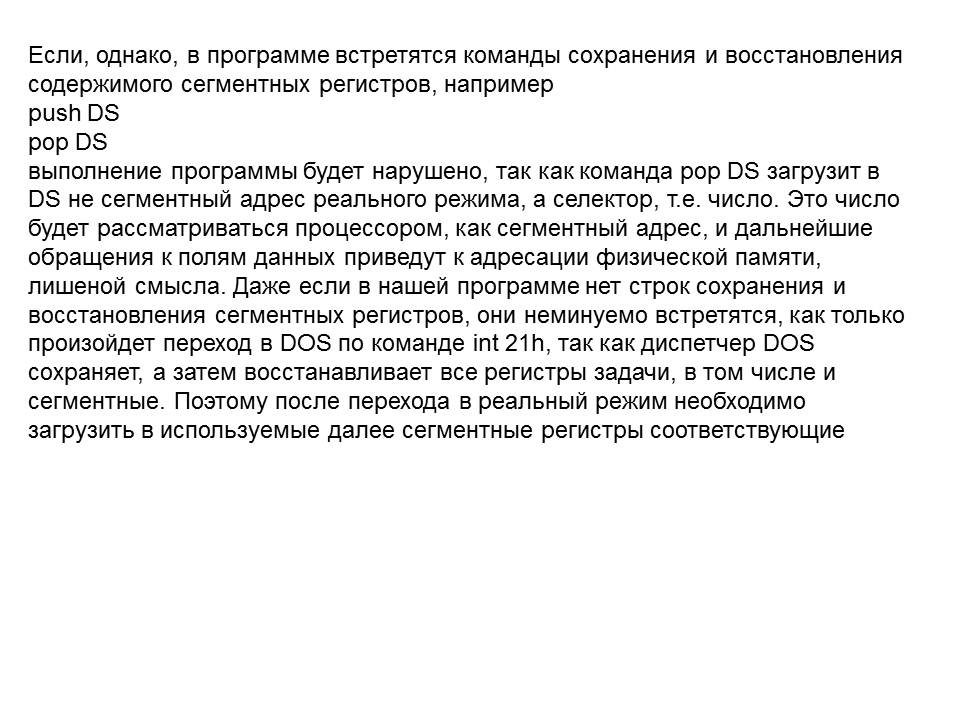 Если, однако, в программе встретятся команды сохранения и восстановления
содержимого сегментных регистров, например
push DS
pop DS
выполнение программы будет нарушено, так как команда pop DS загрузит в
DS не сегментный адрес реального режима, а селектор, т.е. число. Это число
будет рассматриваться процессором, как сегментный адрес, и дальнейшие
обращения к полям данных приведут к адресации физической памяти,
лишеной смысла. Даже если в нашей программе нет строк сохранения и
восстановления сегментных регистров, они неминуемо встретятся, как только
произойдет переход в DOS по команде int 21h, так как диспетчер DOS
сохраняет, а затем восстанавливает все регистры задачи, в том числе и
сегментные. Поэтому после перехода в реальный режим необходимо
загрузить в используемые далее сегментные регистры соответствующие